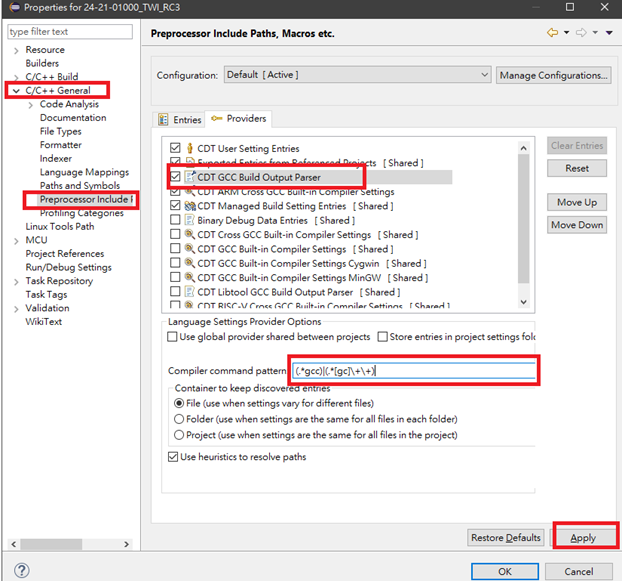 Properties for 24-21-01000_TWI_RC3
type filter text
Resource
Builders
C/C++ Build
C/C++ General
Code Analysis
Documentation
File Types
Formatter
Indexer
Language Mappings
Paths and Symbols
Preprocessor Include P
Profiling Categories
Linux Tools Path
MCU
Project References
Run/Debug Settings
Task Repository
Task Tags
Validation
WikiText
Preprocessor Include Paths, Macros etc.
Configuration:
Default [ Active ]
Manage Configurations...
Entries
Providers
CDT User Setting Entries
Exported Entries from Referenced Projects [ Shared ]
CDT GCC Build Output Parser
CDT ARM Cross GCC Built-in Compiler Settings
CDT Managed Build Setting Entries [ Shared ]
Binary Debug Data Entries [ Shared ]
CDT Cross GCC Built-in Compiler Settings [ Shared ]
CDT GCC Built-in Compiler Settings [ Shared ]
CDT GCC Built-in Compiler Settings Cygwin [ Shared ]
CDT GCC Built-in Compiler Settings MinGW [ Shared ]
CDT Libtool GCC Build Output Parser [ Shared ]
CDT RISC-V Cross GCC Built-in Compiler Settings [ Shared ]
Clear Entries
Reset
Move Up
Move Down
Language Settings Provider Options
Use global provider shared between projects
Store entries in project settings fold
Compiler command pattern:
(.*gcc)|(.*[gc]\+\+)
Container to keep discovered entries
File (use when settings vary for different files)
Folder (use when settings are the same for all files in each folder)
Project (use when settings are the same for all files in the project)
Use heuristics to resolve paths
Restore Defaults
Apply
OK
Cancel